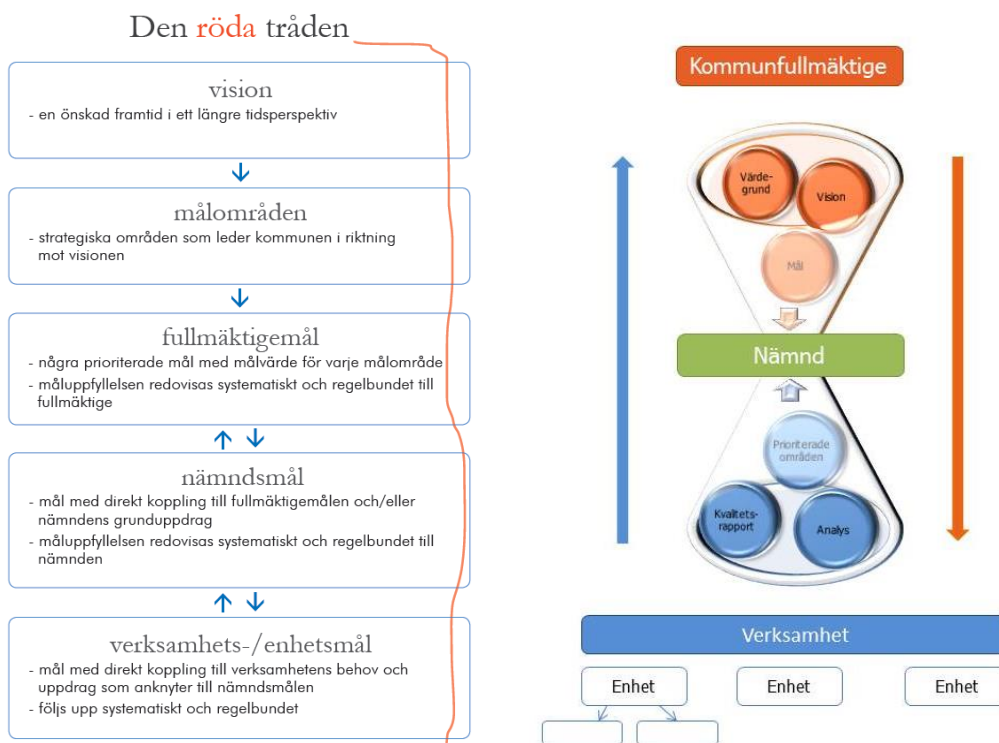 Den röda tråden
vision
- en önskad framtid i ett längre tidsperspektiv
målområden
- strategiska områden som leder kommunen i riktning
mot visionen
fullmäktigemål
- några prioriterade mål med målvärde för varje målområde
- måluppfyllelsen redovisas systematiskt och regelbundet till
fullmäktige
nämndsmål
- mål med direkt koppling till fullmäktigemålen och/eller
nämndens grunduppdrag
- måluppfyllelsen redovisas systematiskt och regelbundet till
nämnden
verksamhets-/enhetsmål
- mål med direkt koppling till verksamhetens behov och
uppdrag som anknyter till nämndsmålen
- följs upp systematiskt och regelbundet
Kommunfullmäktige
Värde-
grund
Vision
Mål
Nämnd
Prioriterade
områden
Kvalitets-
rapport
Analys
Verksamhet
Enhet
Enhet
Enhet